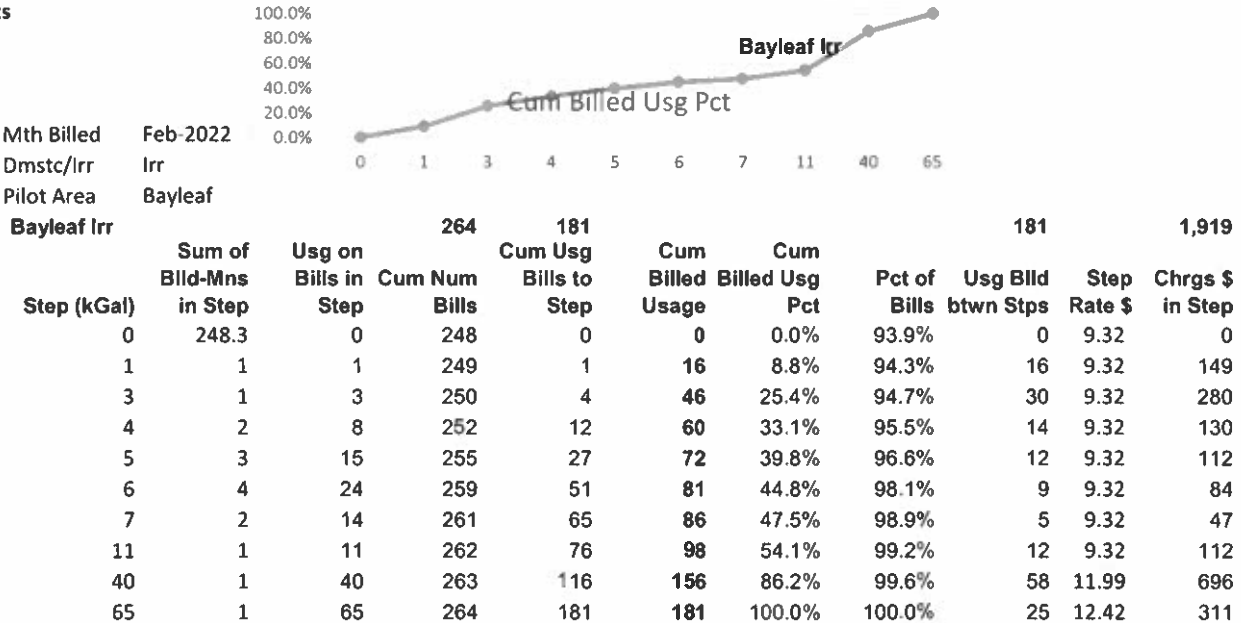 ts
100.0%
80.0%
Bayleaf Irr
60.0%
40.0%
Cum Billed Usg Pct
20.0%
Mth Billed Feb-2022 0.0%
Dmstc/Irr Irr 0 1 3 4 5 6 7 11 40 65
Pilot Area Bayleaf
Bayleaf Irr 264 181 181 1,919
Sum of Usg on Cum Usg Cum Cum
Blld-Mns Bills in Cum Num Bills to Billed Billed Usg Pct of Usg Blld Step Chrgs $
Step (kGal) in Step Step Bills Step Usage Pct Bills btwn Stps Rate $ in Step
0 248.3 0 248 0 0 0.0% 93.9% 0 9.32 0
1 1 1 249 1 16 8.8% 94.3% 16 9.32 149
3 1 3 250 4 46 25.4% 94.7% 30 9.32 280
4 2 8 252 12 60 33.1% 95.5% 14 9.32 130
5 3 15 255 27 72 39.8% 96.6% 12 9.32 112
6 4 24 259 51 81 44.8% 98.1% 9 9.32 84
7 2 14 261 65 86 47.5% 98.9% 5 9.32 47
11 1 11 262 76 98 54.1% 99.2% 12 9.32 112
40 1 40 263 116 156 86.2% 99.6% 58 11.99 696
65 1 65 264 181 181 100.0% 100.0% 25 12.42 311